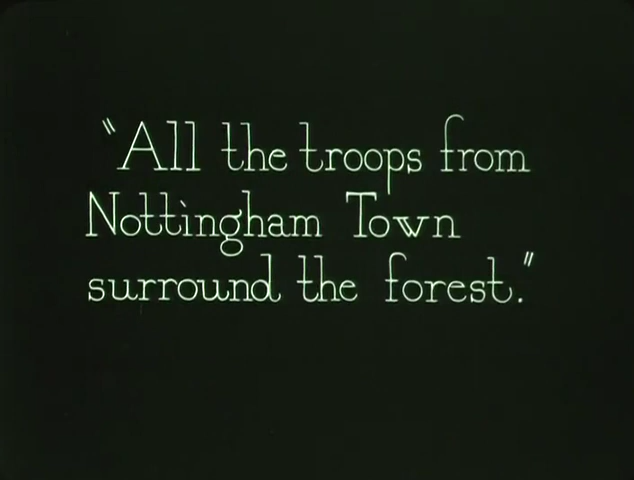 "All the troops from
Nottingham Town
surround the forest."